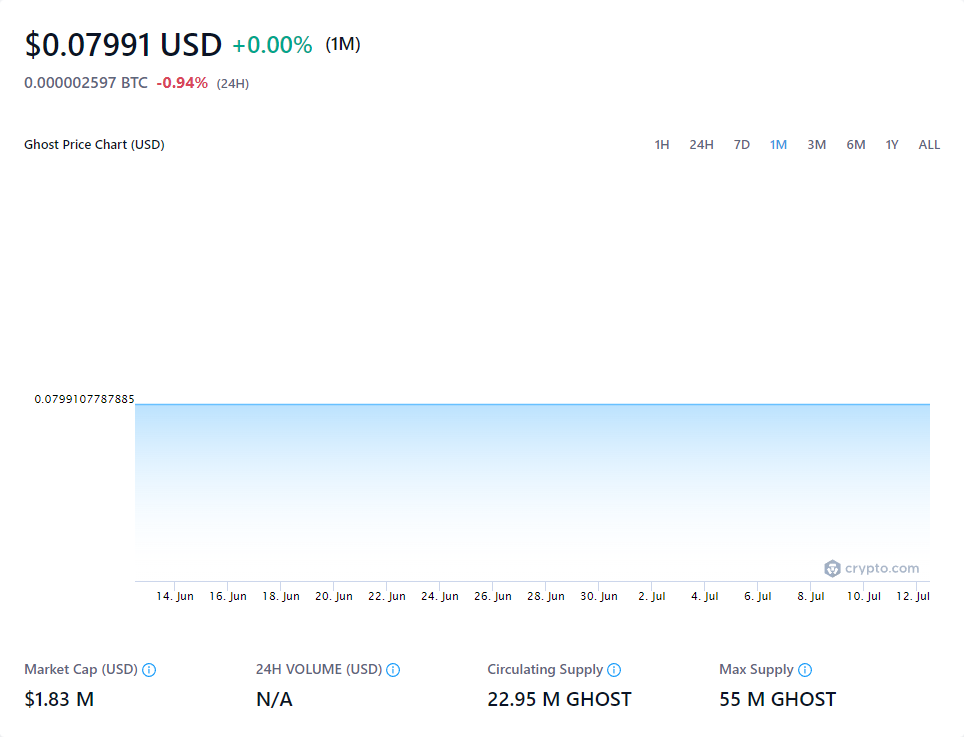 $0.07991 USD +0.00% (1M)
0.000002597 BTC -0.94% (24H)
Ghost Price Chart (USD) 1H 24H 7D 1M 3M 6M 1Y ALL
0.0799107787885
crypto.com
14. Jun 16. Jun 18. Jun 20. Jun 22. Jun 24. Jun 26. Jun 28. Jun 30. Jun 2. Jul 4. Jul 6. Jul 8. Jul 10. Jul 12. Jul
Market Cap (USD) 24H VOLUME (USD) Circulating Supply Max Supply
$1.83 M N/A 22.95 M GHOST 55 M GHOST